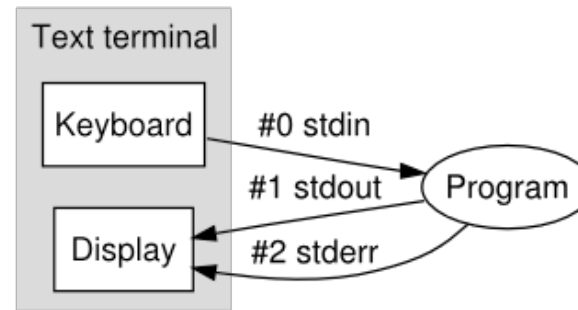 Text terminal
Keyboard
#0 stdin
#1 stdout
Program
Display
#2 stderr